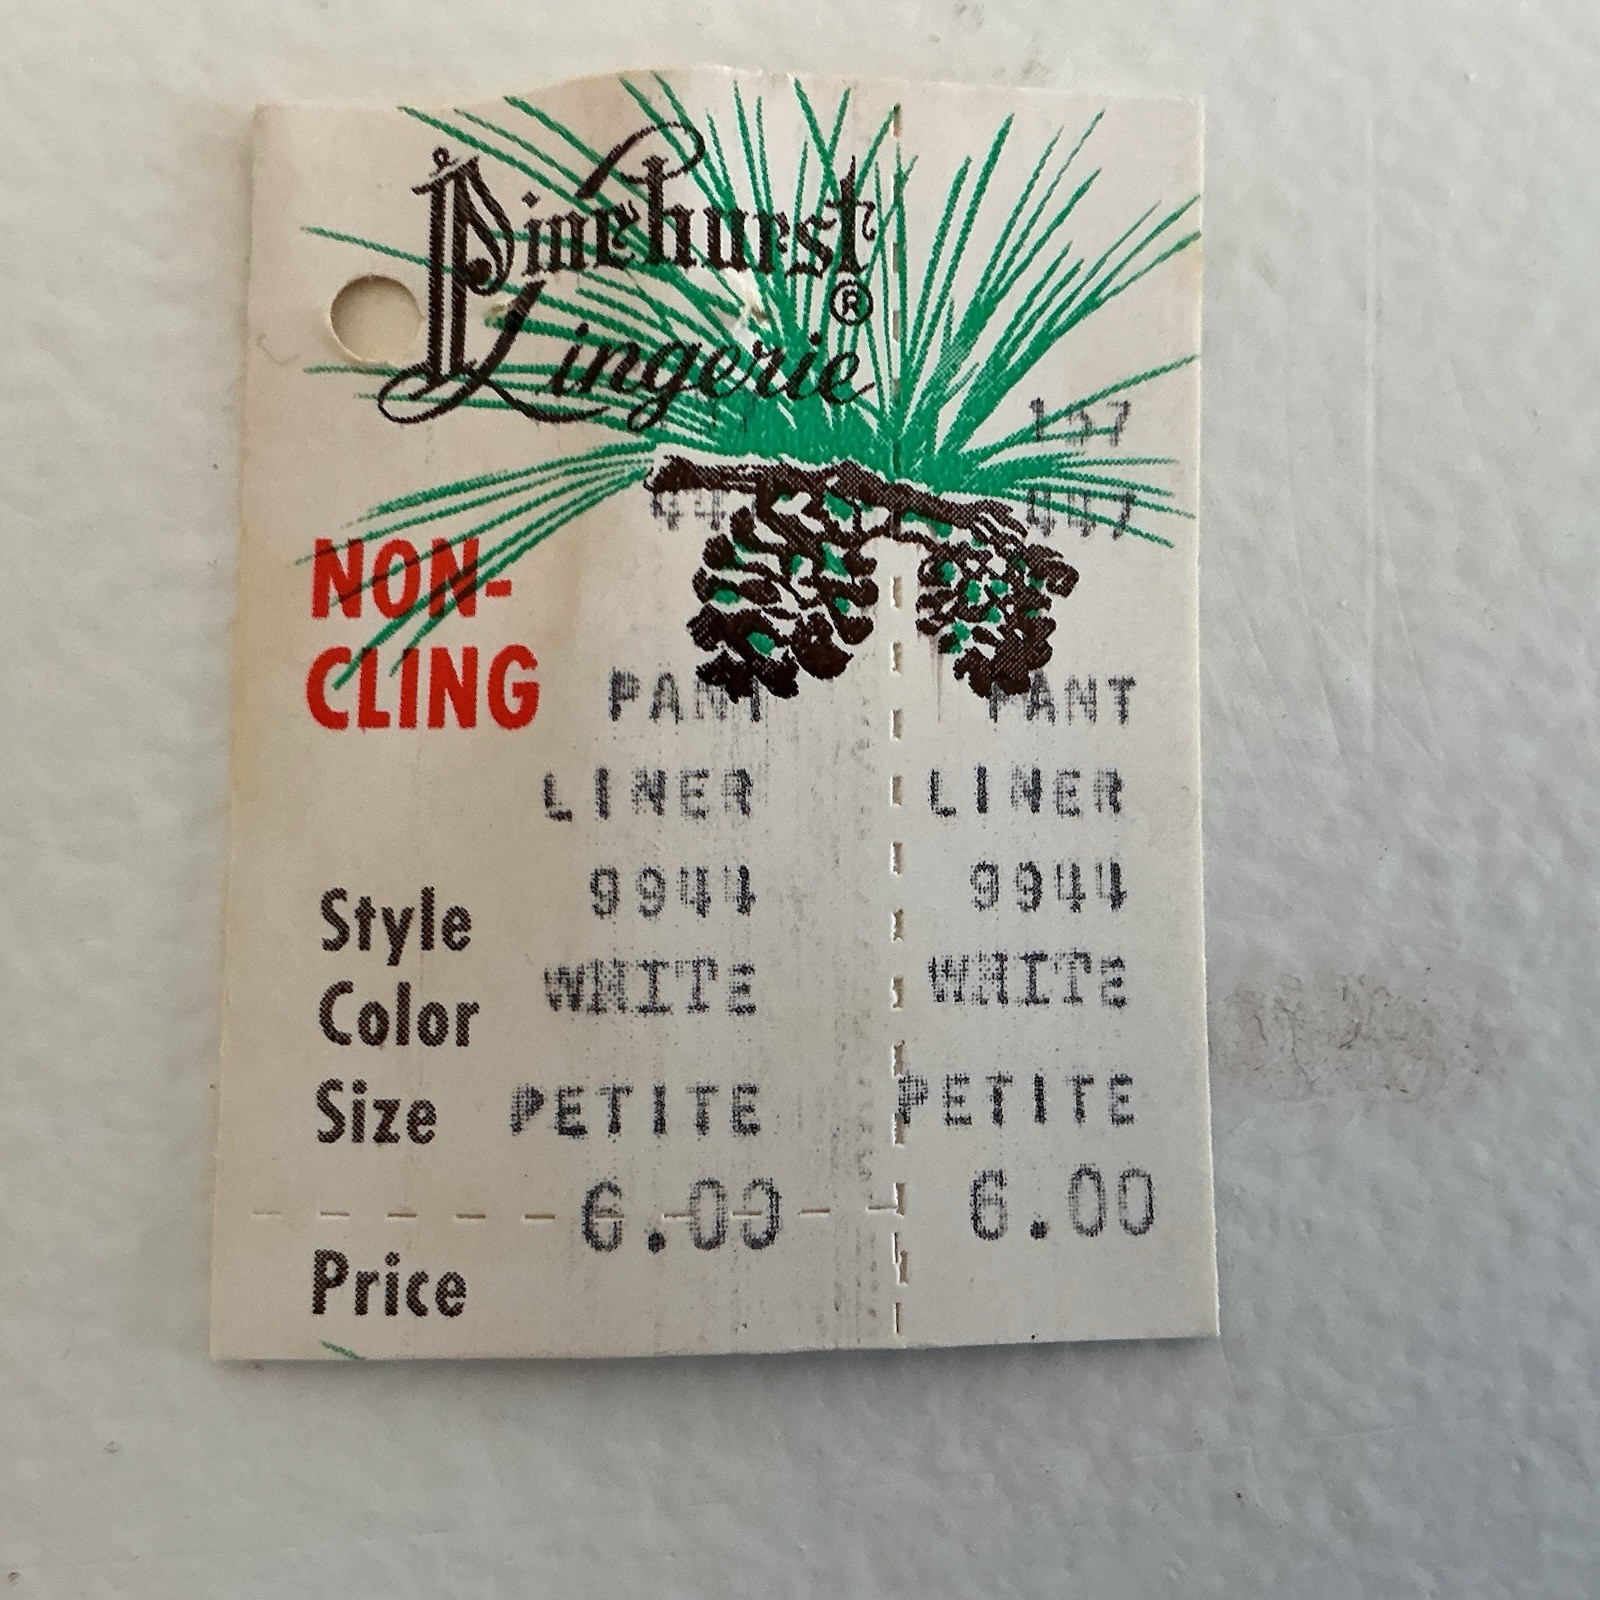 Pinehurst
Lingerie®
157
447
NON-
CLING
PANT PANT
LINER LINER
Style 9944 9944
Color WHITE WHITE
Size PETITE PETITE
6.00 6.00
Price